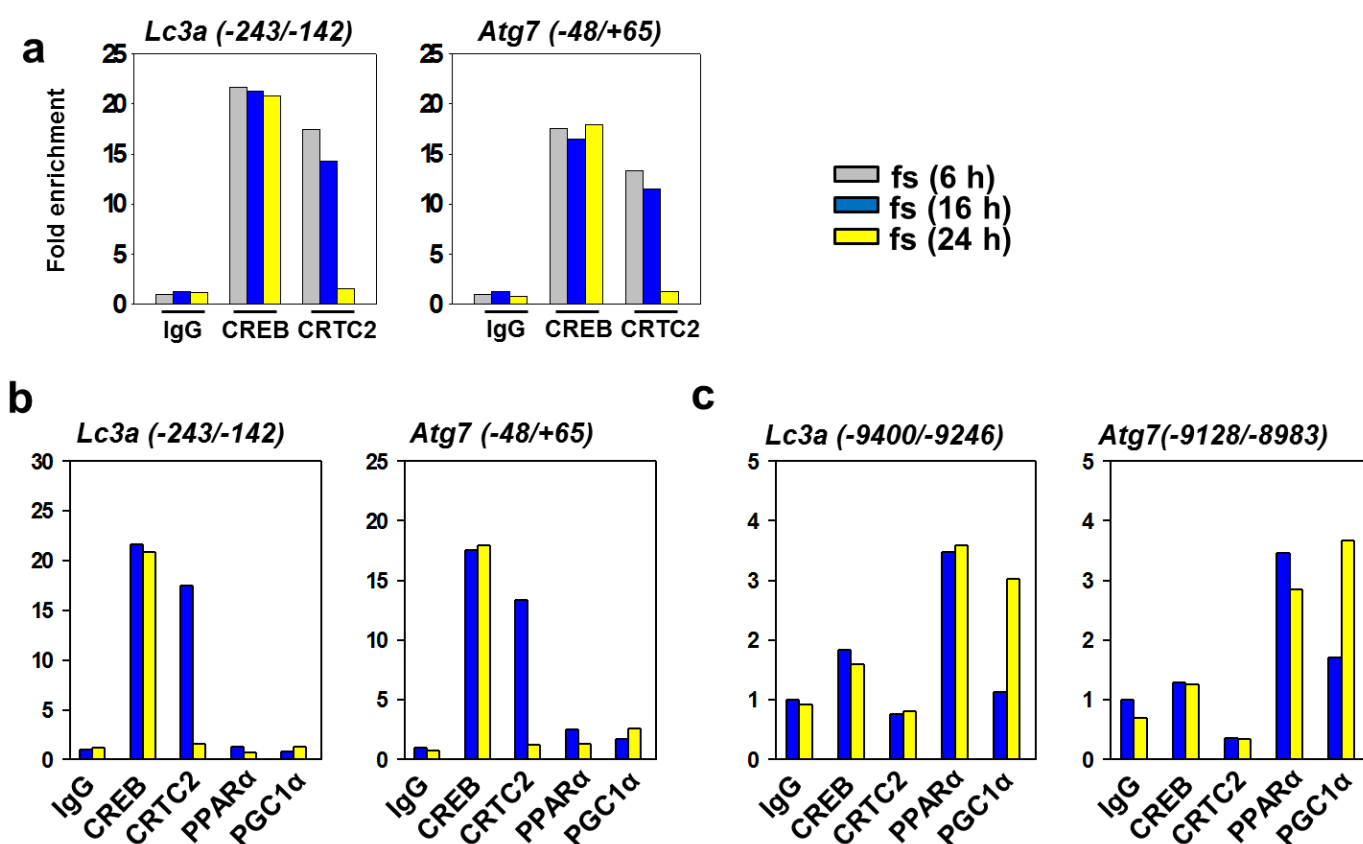 a
Lc3a (-243/-142)
Atg7 (-48/+65)
Fold enrichment
25
20
15
10
5
0
IgG
CREB
CRTC2
25
20
15
10
5
0
IgG
CREB
CRTC2
fs (6 h)
fs (16 h)
fs (24 h)
b
Lc3a (-243/-142)
Atg7 (-48/+65)
30
25
20
15
10
5
0
IgG
CREB
CRTC2
PPARα
PGC1α
25
20
15
10
5
0
IgG
CREB
CRTC2
PPARα
PGC1α
c
Lc3a (-9400/-9246)
Atg7(-9128/-8983)
5
4
3
2
1
0
IgG
CREB
CRTC2
PPARα
PGC1α
5
4
3
2
1
0
IgG
CREB
CRTC2
PPARα
PGC1α